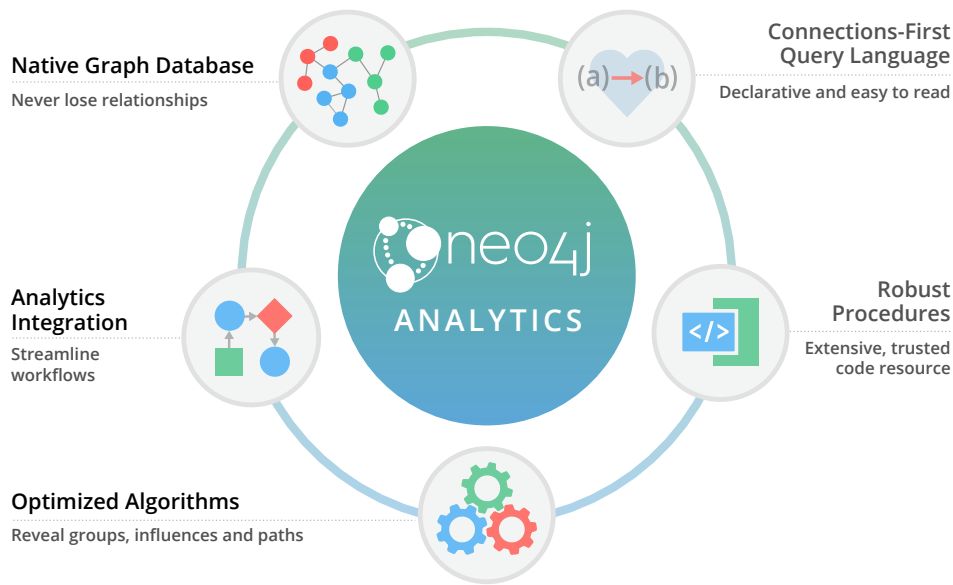 Native Graph Database
Never lose relationships
Connections-First
Query Language
Declarative and easy to read
(a)→(b)
neo4j
ANALYTICS
Analytics
Integration
Streamline
workflows
Robust
Procedures
Extensive, trusted
code resource
</>
Optimized Algorithms
Reveal groups, influences and paths